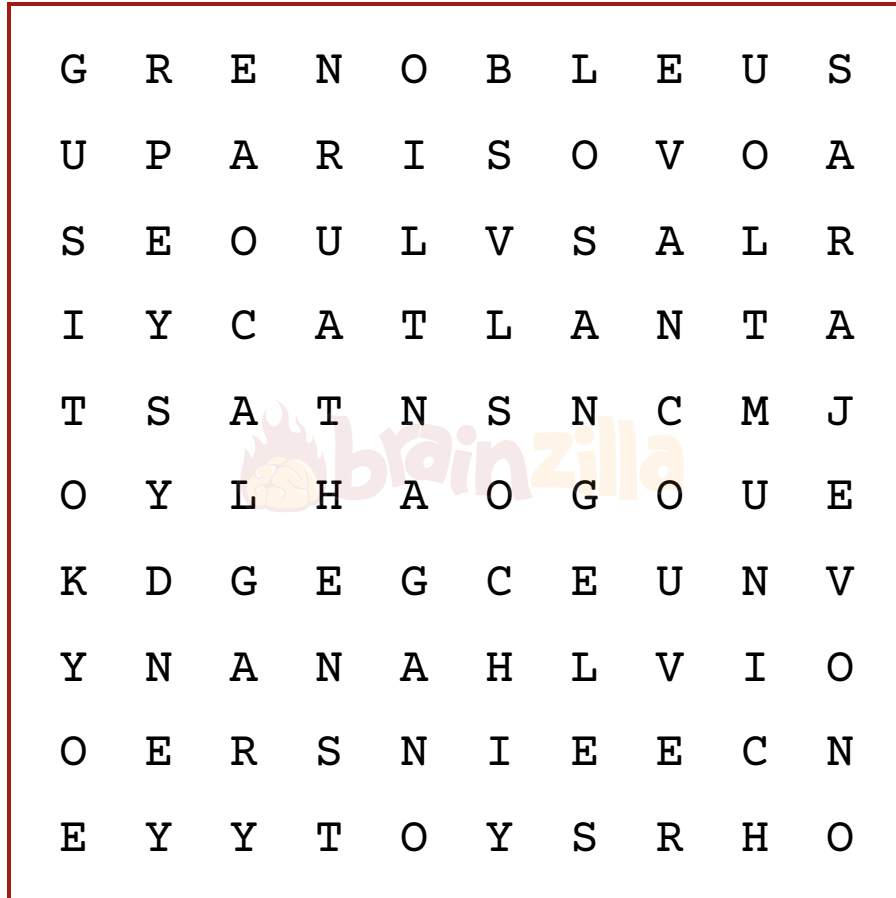 G R E N O B L E U S
U P A R I S O V O A
S E O U L V S A L R
I Y C A T L A N T A
T S A T N S N C M J
O Y L H A O G O U E
K D G E G C E U N V
Y N A N A H L V I O
O E R S N I E E C N
E Y Y T O Y S R H O
brainzilla